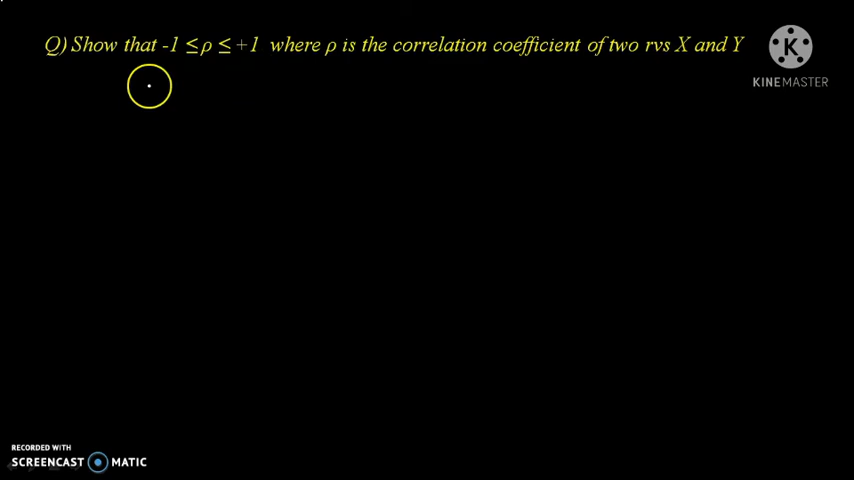 Q) Show that -1 ≤ ρ ≤ +1 where ρ is the correlation coefficient of two rvs X and Y
K
KINEMASTER
RECORDED WITH
SCREENCAST MATIC